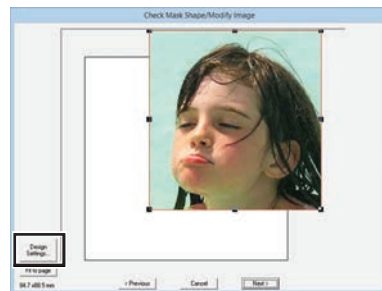 Check Mask Shape/Modify Image
Design
Settings...
Fit to page
< Previous
Cancel
Next >